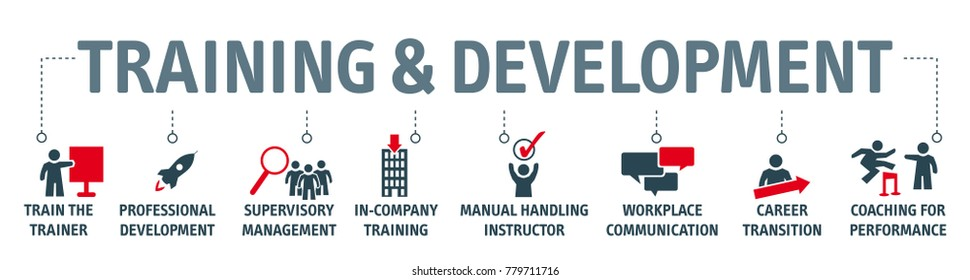 TRAINING & DEVELOPMENT
TRAIN THE
TRAINER
PROFESSIONAL
DEVELOPMENT
SUPERVISORY
MANAGEMENT
IN-COMPANY
TRAINING
MANUAL HANDLING
INSTRUCTOR
WORKPLACE
COMMUNICATION
CAREER
TRANSITION
COACHING FOR
PERFORMANCE
shutterstock.com · 779711716